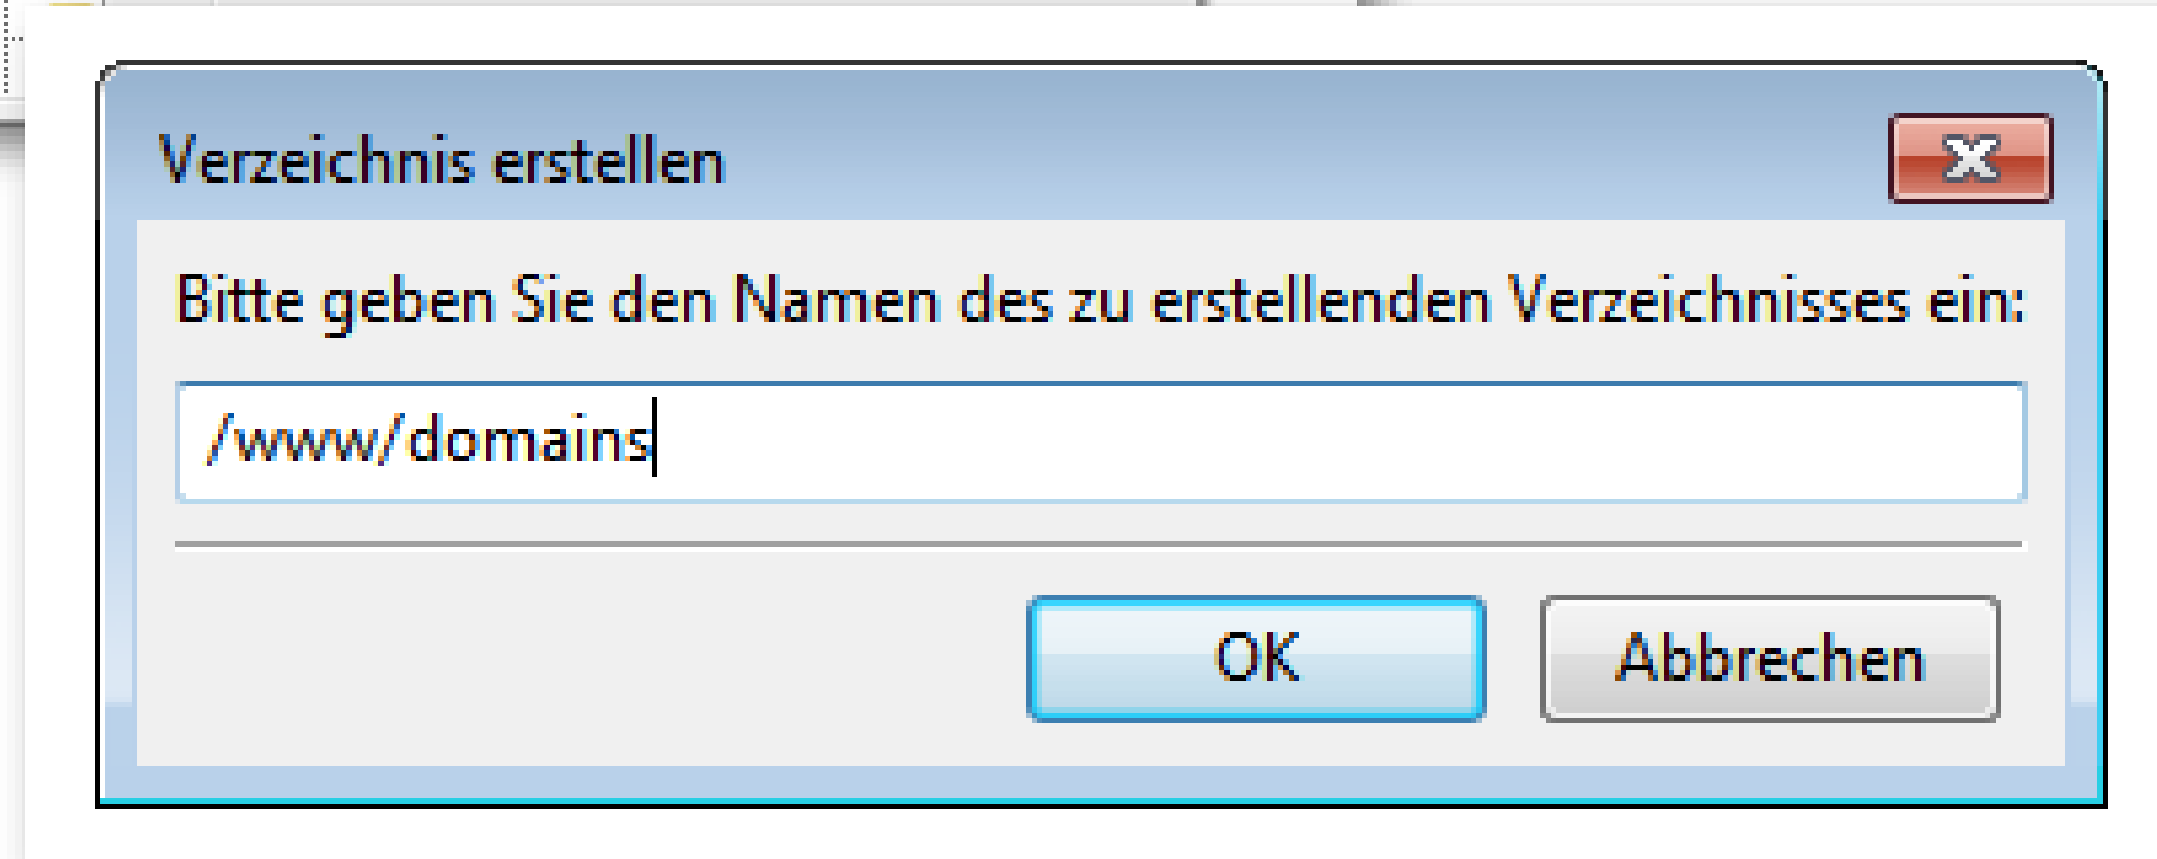 Verzeichnis erstellen
Bitte geben Sie den Namen des zu erstellenden Verzeichnisses ein:
/www/domains
OK
Abbrechen